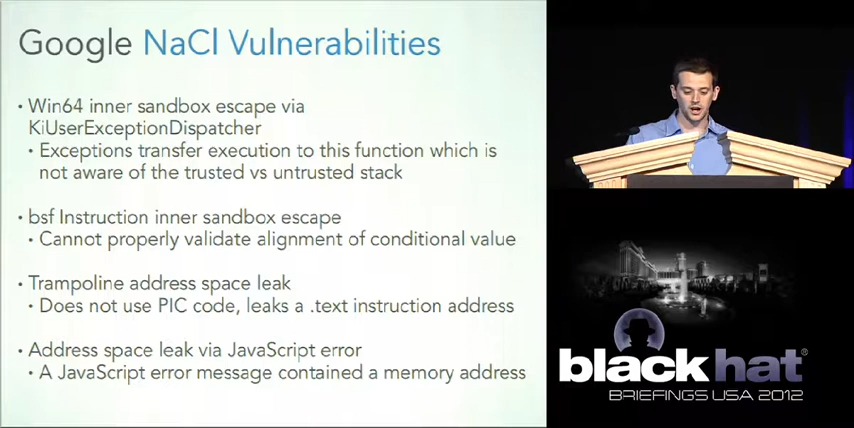 Google NaCl Vulnerabilities
• Win64 inner sandbox escape via
KiUserExceptionDispatcher
• Exceptions transfer execution to this function which is
not aware of the trusted vs untrusted stack
• bsf Instruction inner sandbox escape
• Cannot properly validate alignment of conditional value
• Trampoline address space leak
• Does not use PIC code, leaks a .text instruction address
• Address space leak via JavaScript error
• A JavaScript error message contained a memory address
black hat®
BRIEFINGS USA 2012